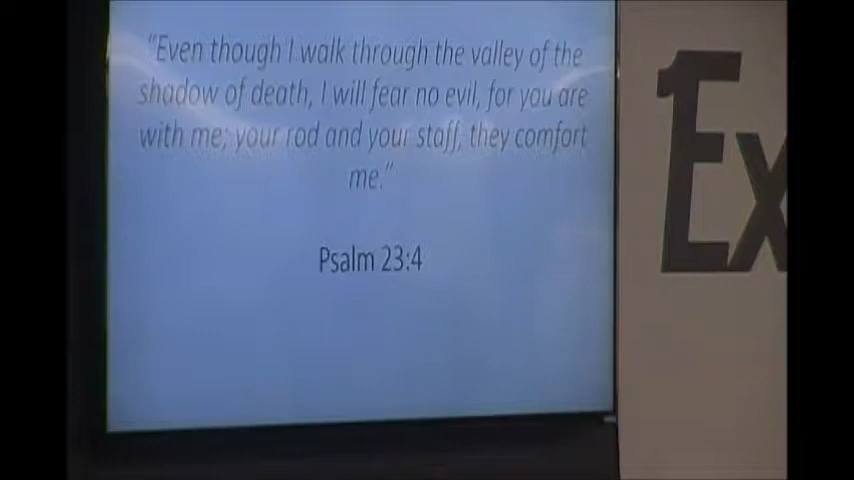 "Even though I walk through the valley of the
shadow of death, I will fear no evil, for you are
with me; your rod and your staff, they comfort
me."
Psalm 23:4
Ex